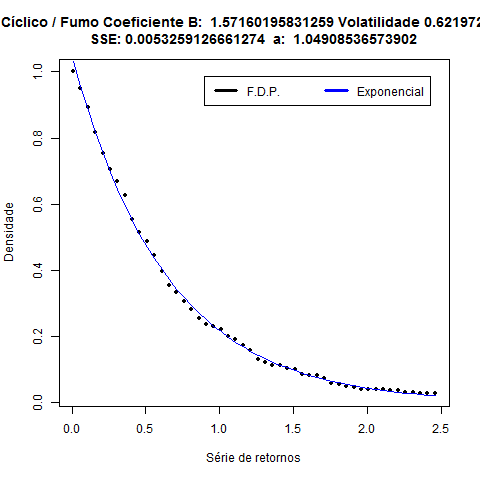 Cíclico / Fumo Coeficiente B: 1.57160195831259 Volatilidade 0.621972
SSE: 0.0053259126661274 a: 1.04908536573902
F.D.P. Exponencial
1.0
0.8
0.6
0.4
0.2
0.0
Densidade
0.0 0.5 1.0 1.5 2.0 2.5
Série de retornos